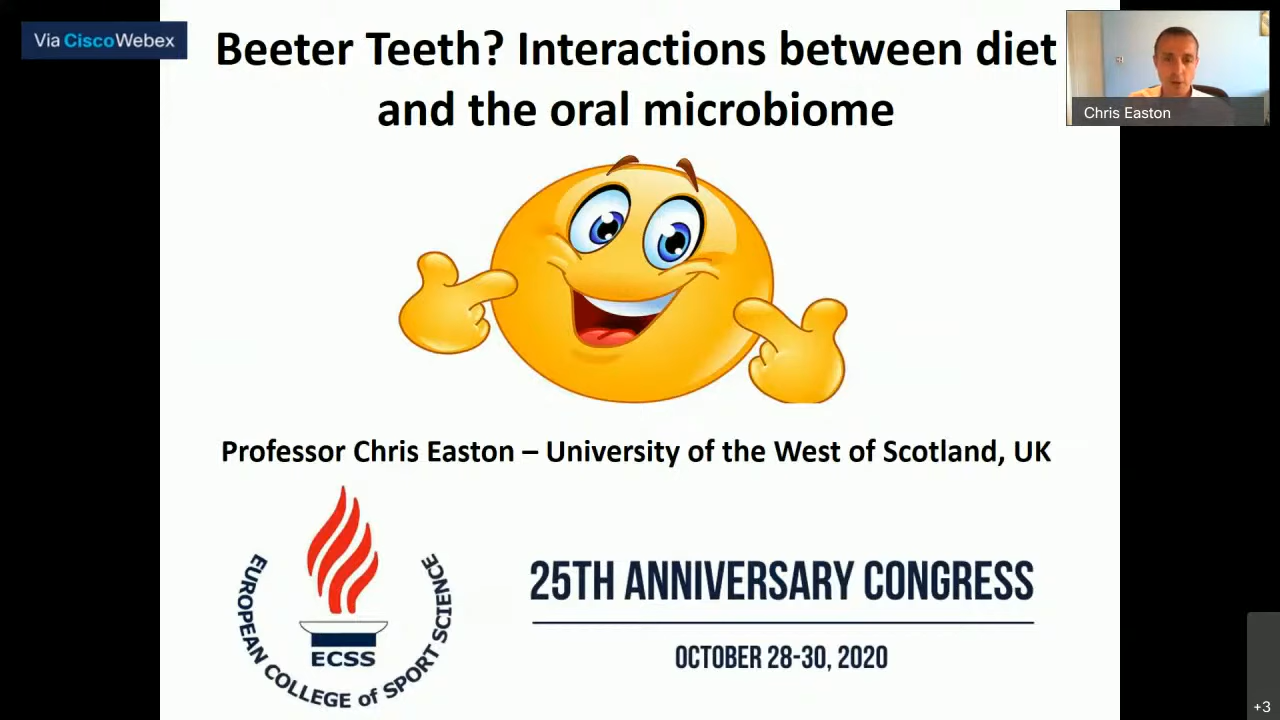 Via CiscoWebex
Beeter Teeth? Interactions between diet
and the oral microbiome
Chris Easton
Professor Chris Easton – University of the West of Scotland, UK
EUROPEAN COLLEGE of SPORT SCIENCE
ECSS
25TH ANNIVERSARY CONGRESS
OCTOBER 28-30, 2020
+3